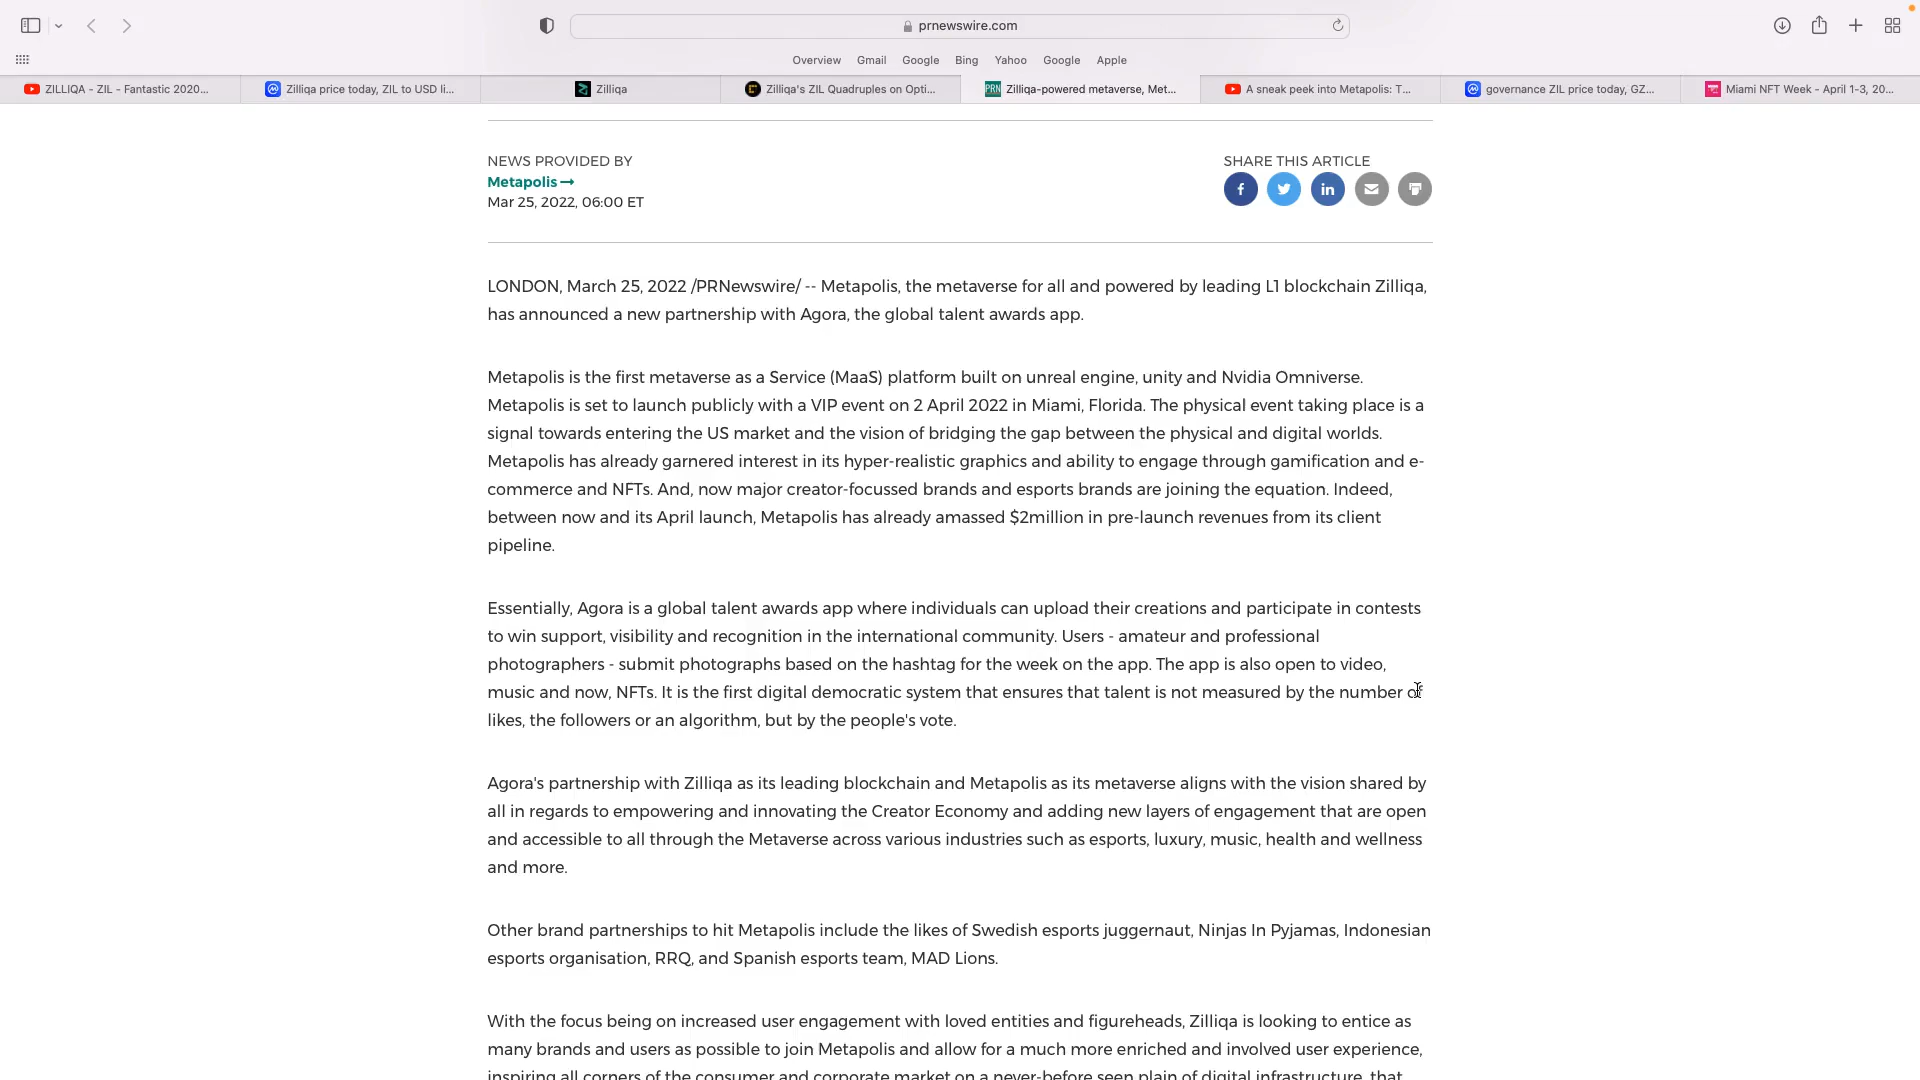 prnewswire.com
Overview Gmail Google Bing Yahoo Google Apple
ZILLIQA - ZIL - Fantastic 2020... Zilliqa price today, ZIL to USD li... Zilliqa Zilliqa's ZIL Quadruples on Opti... PRN Zilliqa-powered metaverse, Met... A sneak peek into Metapolis: T... governance ZIL price today, GZ... Miami NFT Week - April 1-3, 20...
NEWS PROVIDED BY
Metapolis
Mar 25, 2022, 06:00 ET
SHARE THIS ARTICLE
LONDON, March 25, 2022 /PRNewswire/ -- Metapolis, the metaverse for all and powered by leading L1 blockchain Zilliqa,
has announced a new partnership with Agora, the global talent awards app.
Metapolis is the first metaverse as a Service (MaaS) platform built on unreal engine, unity and Nvidia Omniverse.
Metapolis is set to launch publicly with a VIP event on 2 April 2022 in Miami, Florida. The physical event taking place is a
signal towards entering the US market and the vision of bridging the gap between the physical and digital worlds.
Metapolis has already garnered interest in its hyper-realistic graphics and ability to engage through gamification and e-
commerce and NFTs. And, now major creator-focussed brands and esports brands are joining the equation. Indeed,
between now and its April launch, Metapolis has already amassed $2million in pre-launch revenues from its client
pipeline.
Essentially, Agora is a global talent awards app where individuals can upload their creations and participate in contests
to win support, visibility and recognition in the international community. Users - amateur and professional
photographers - submit photographs based on the hashtag for the week on the app. The app is also open to video,
music and now, NFTs. It is the first digital democratic system that ensures that talent is not measured by the number of
likes, the followers or an algorithm, but by the people's vote.
Agora's partnership with Zilliqa as its leading blockchain and Metapolis as its metaverse aligns with the vision shared by
all in regards to empowering and innovating the Creator Economy and adding new layers of engagement that are open
and accessible to all through the Metaverse across various industries such as esports, luxury, music, health and wellness
and more.
Other brand partnerships to hit Metapolis include the likes of Swedish esports juggernaut, Ninjas In Pyjamas, Indonesian
esports organisation, RRQ, and Spanish esports team, MAD Lions.
With the focus being on increased user engagement with loved entities and figureheads, Zilliqa is looking to entice as
many brands and users as possible to join Metapolis and allow for a much more enriched and involved user experience,
inspiring all corners of the consumer and corporate market on a never-before seen plain of digital infrastructure, that